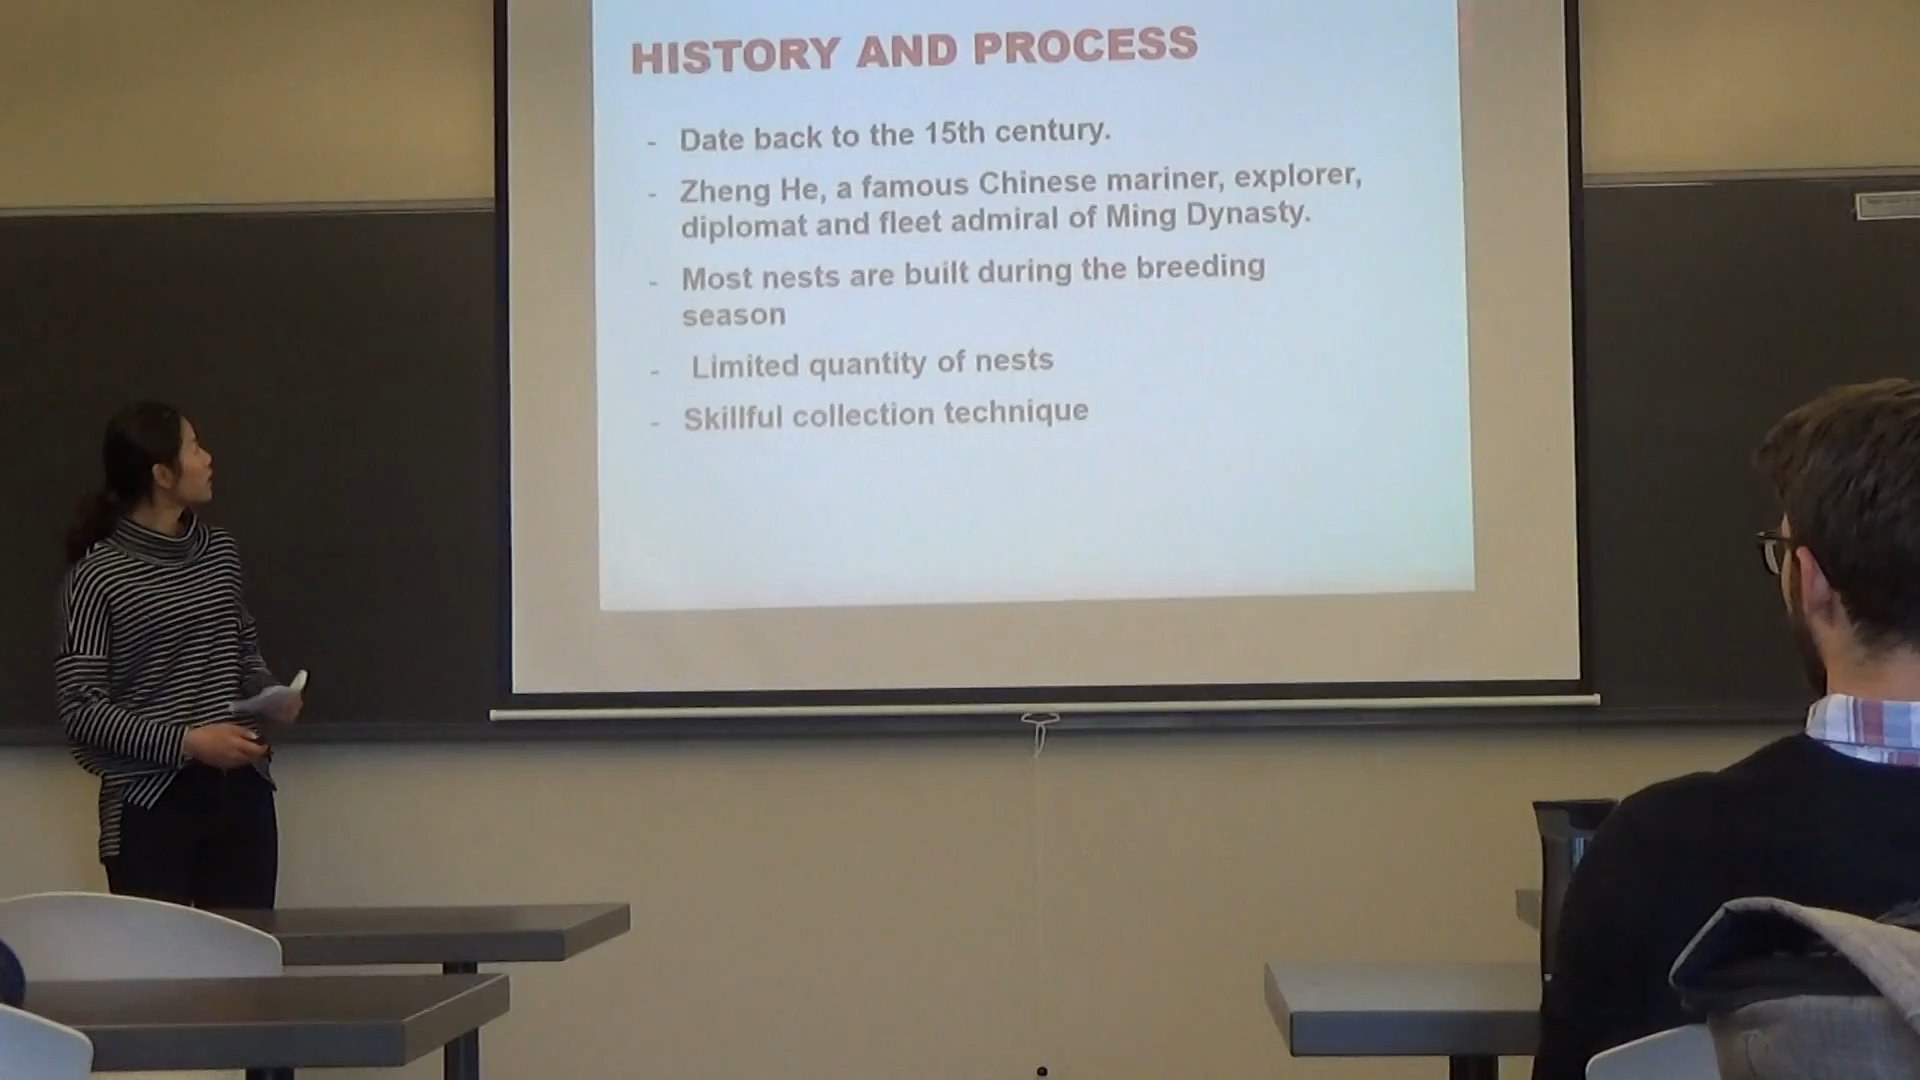 HISTORY AND PROCESS
- Date back to the 15th century.
- Zheng He, a famous Chinese mariner, explorer,
diplomat and fleet admiral of Ming Dynasty.
- Most nests are built during the breeding
season
- Limited quantity of nests
- Skillful collection technique